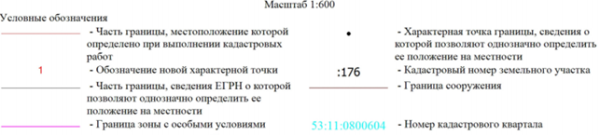 Масштаб 1:600
Условные обозначения
- Часть границы, местоположение которой
определено при выполнении кадастровых
работ
1 - Обозначение новой характерной точки
- Часть границы, сведения ЕГРН о которой
позволяют однозначно определить ее
положение на местности
- Граница зоны с особыми условиями
- Характерная точка границы, сведения о
которой позволяют однозначно определить
ее положение на местности
:176 - Кадастровый номер земельного участка
- Граница сооружения
53:11:0800604 - Номер кадастрового квартала